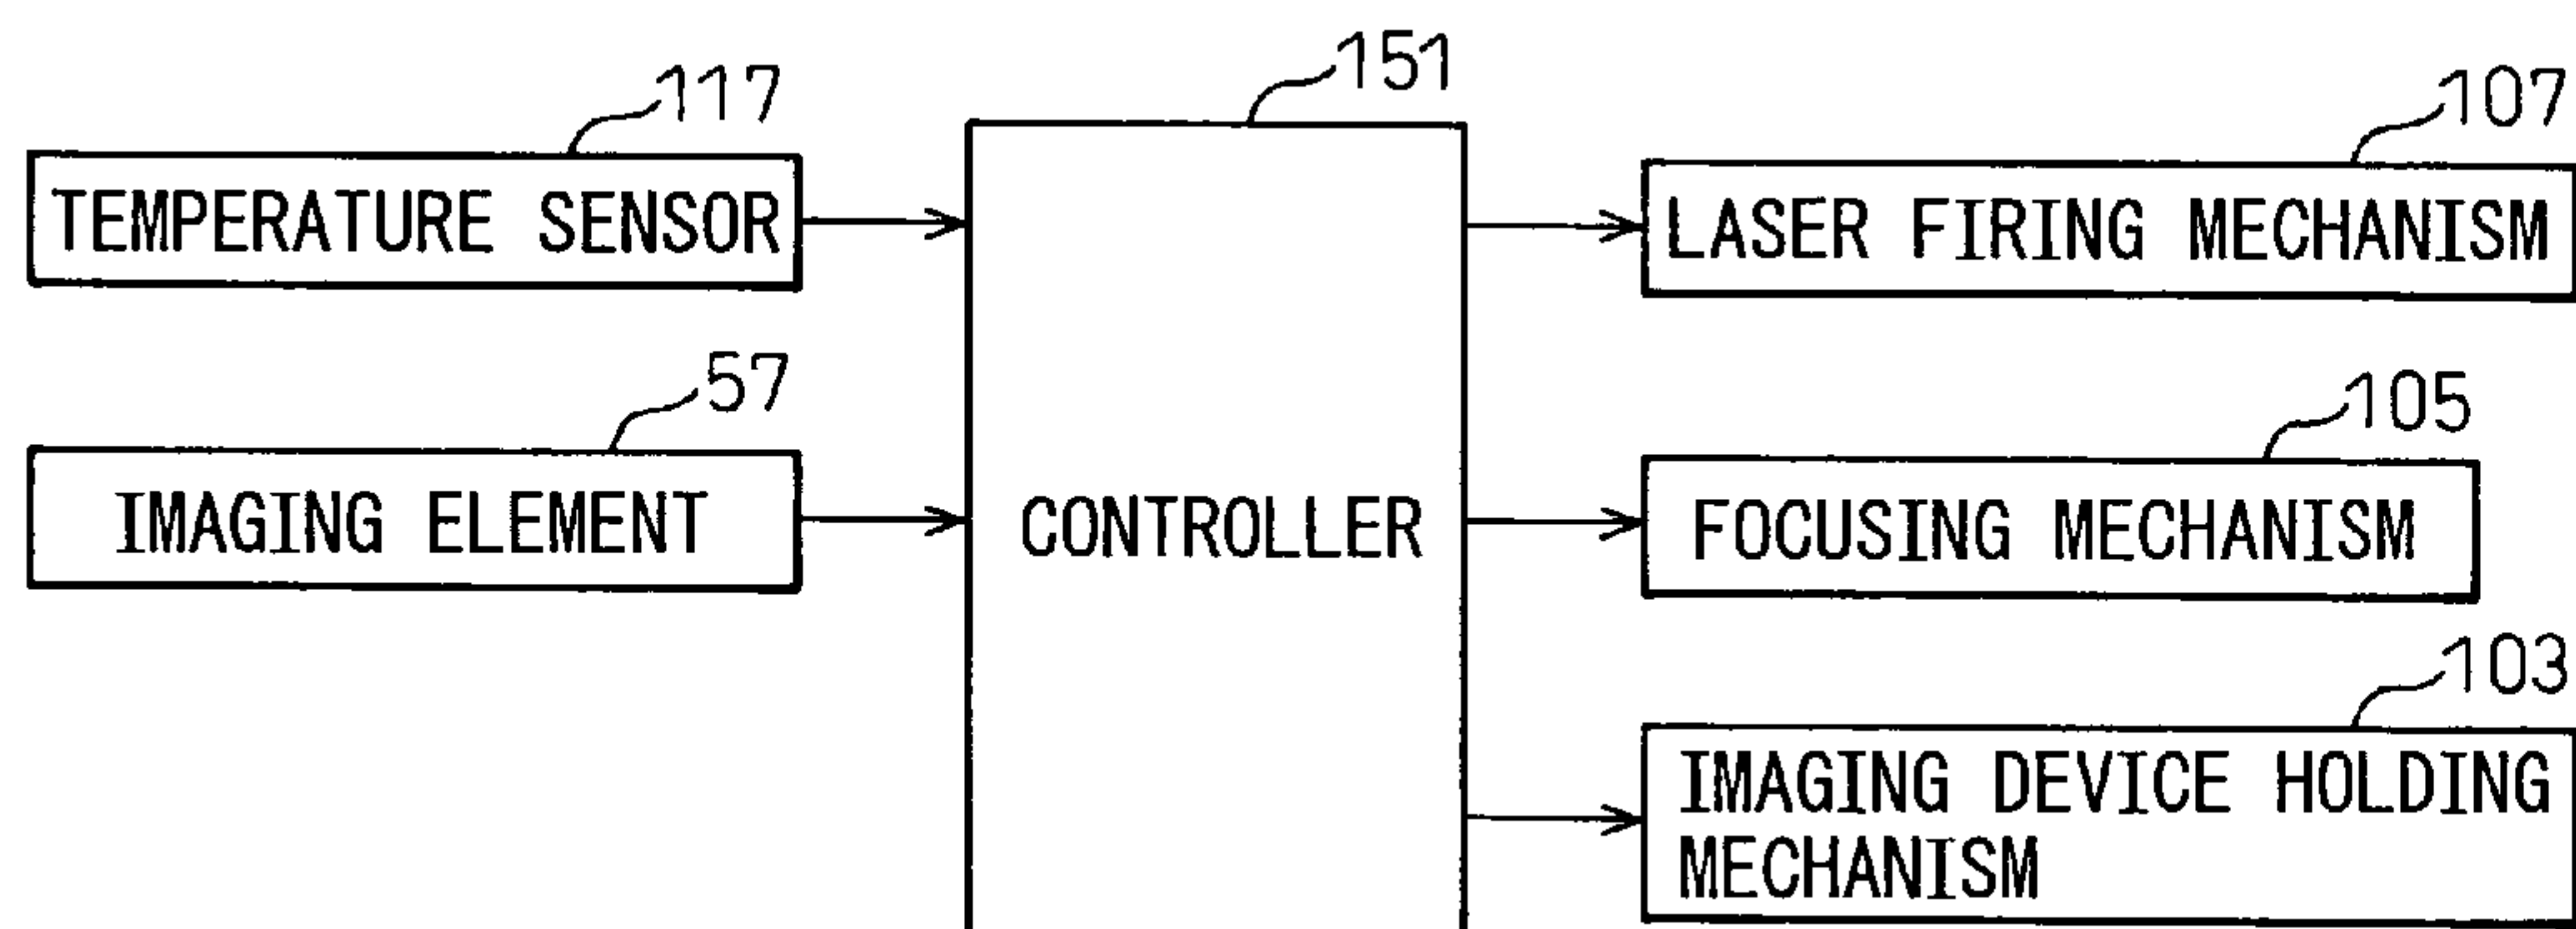 151
117
107
TEMPERATURE SENSOR
LASER FIRING MECHANISM
57
105
IMAGING ELEMENT
CONTROLLER
FOCUSING MECHANISM
103
IMAGING DEVICE HOLDING
MECHANISM